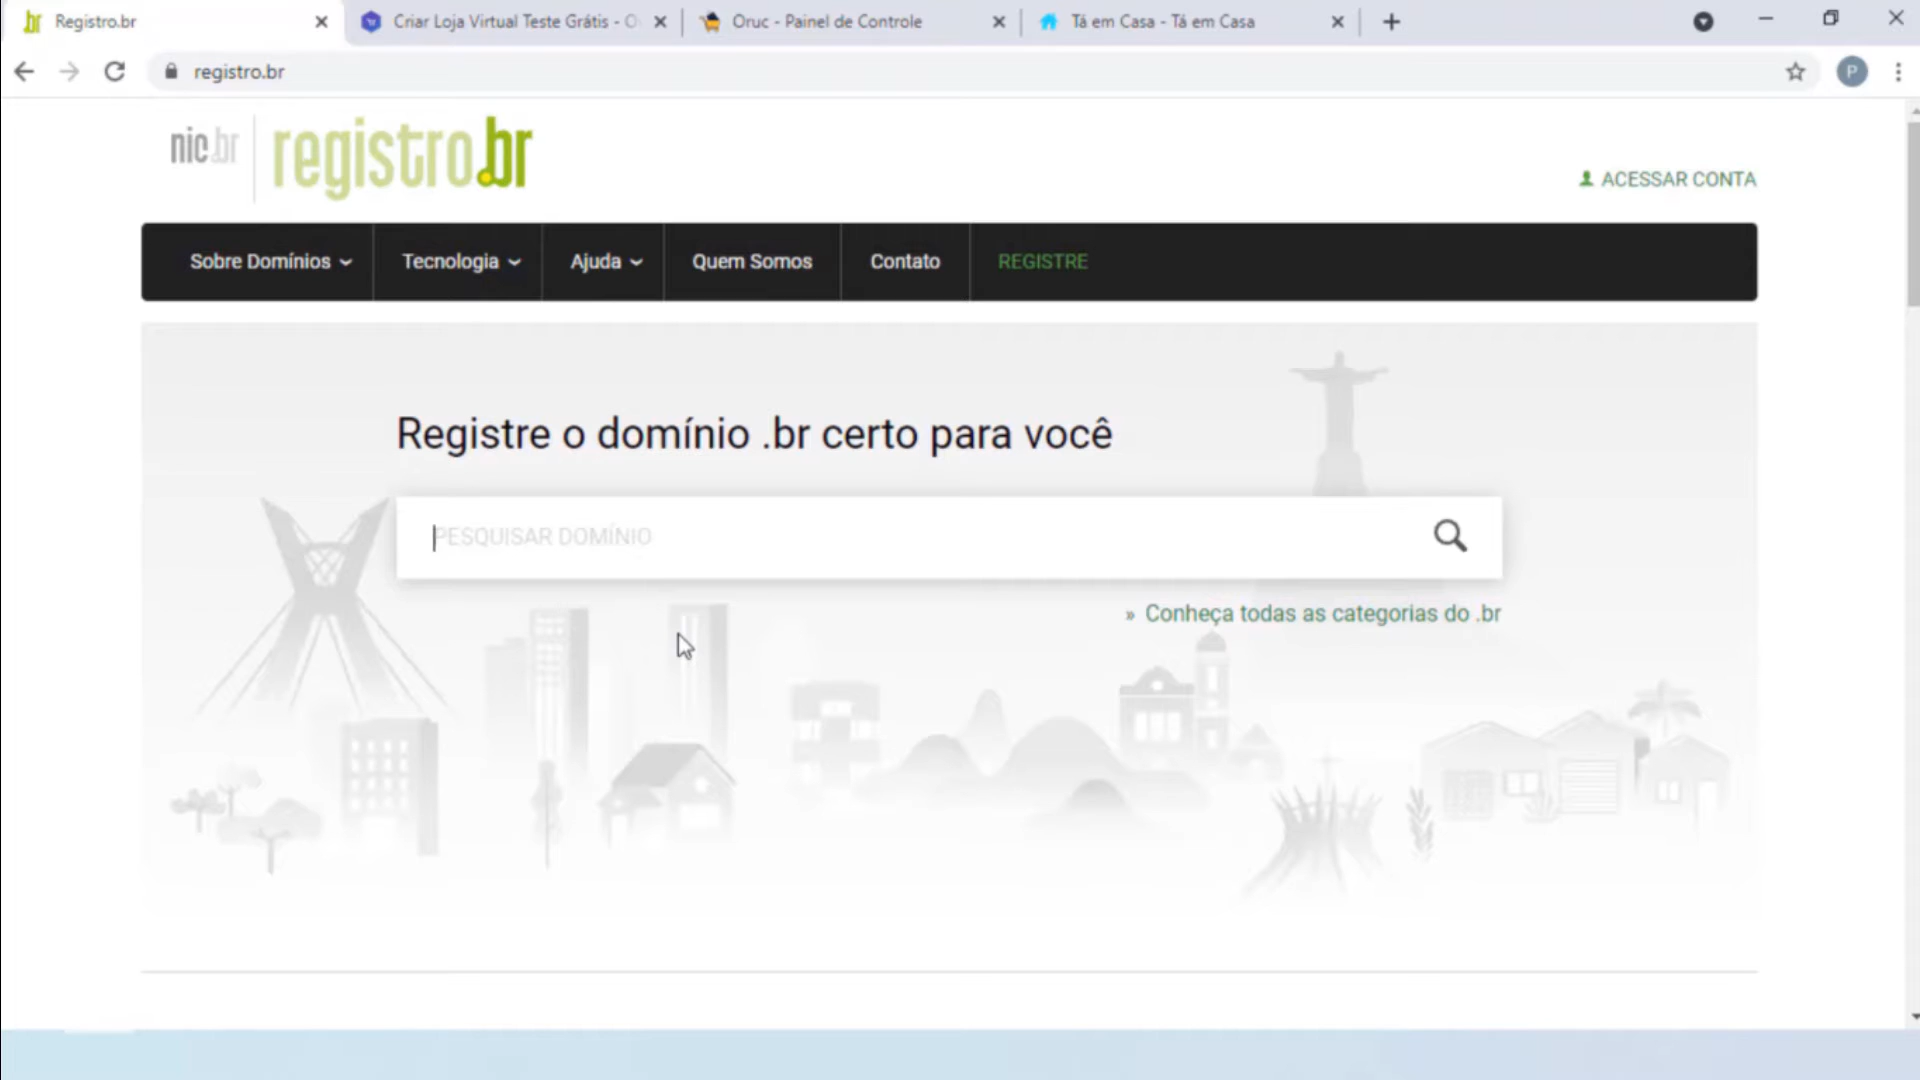 Registro.br
Criar Loja Virtual Teste Grátis - O
Oruc - Painel de Controle
Tá em Casa - Tá em Casa
registro.br
P
nic.br
registro.br
ACESSAR CONTA
Sobre Domínios
Tecnologia
Ajuda
Quem Somos
Contato
REGISTRE
Registre o domínio .br certo para você
PESQUISAR DOMÍNIO
» Conheça todas as categorias do .br